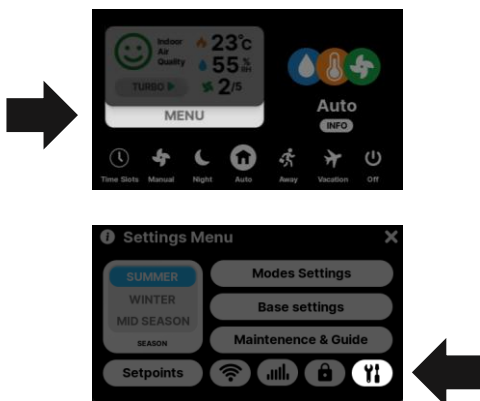 Indoor
Air
Quality
23°c
55 %
RH
TURBO
2/5
MENU
Auto
INFO
Time Slots Manual Night Auto Away Vacation Off
i Settings Menu X
SUMMER
WINTER
MID SEASON
SEASON
Modes Settings
Base settings
Maintenence & Guide
Setpoints